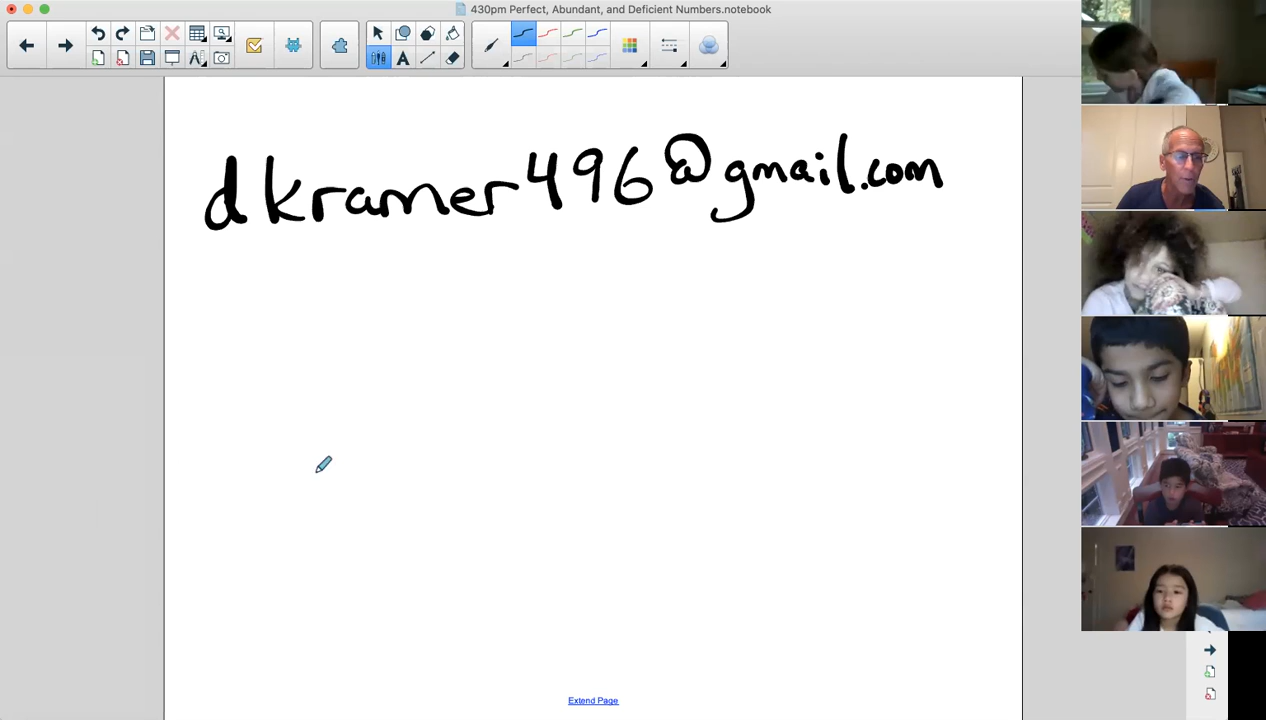 430pm Perfect, Abundant, and Deficient Numbers.notebook
dkramer496@gmail.com
Extend Page